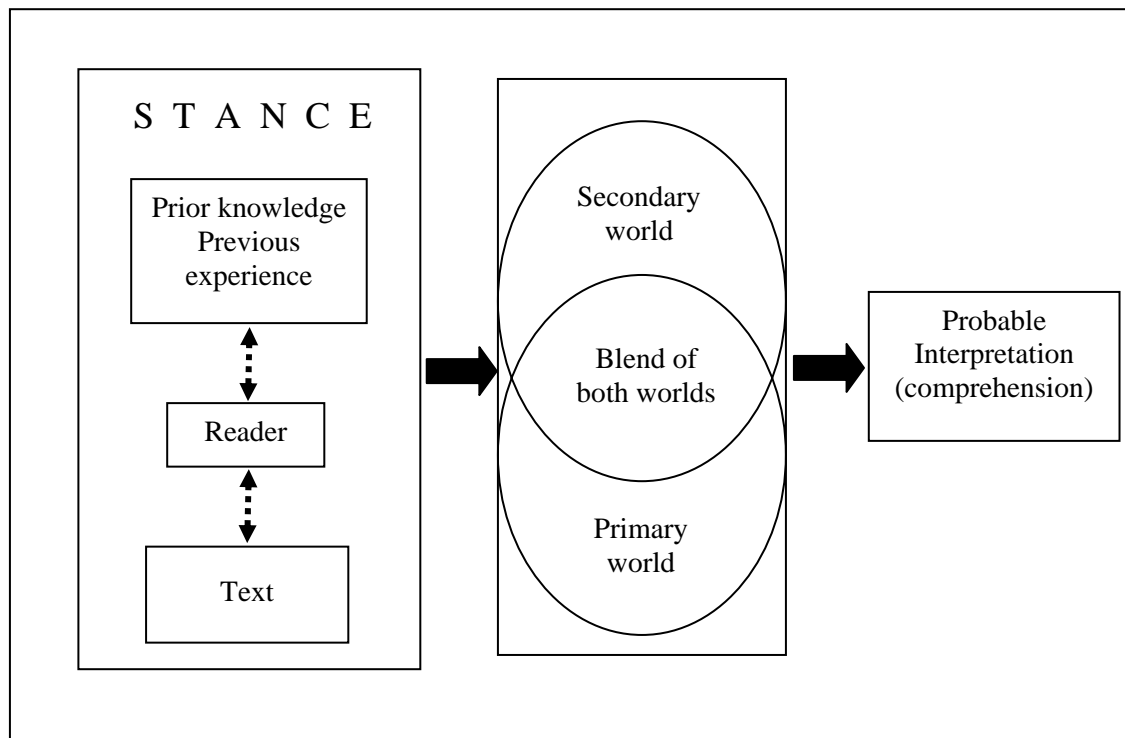 S T A N C E
Prior knowledge
Previous
experience
Reader
Text
Secondary
world
Blend of
both worlds
Primary
world
Probable
Interpretation
(comprehension)